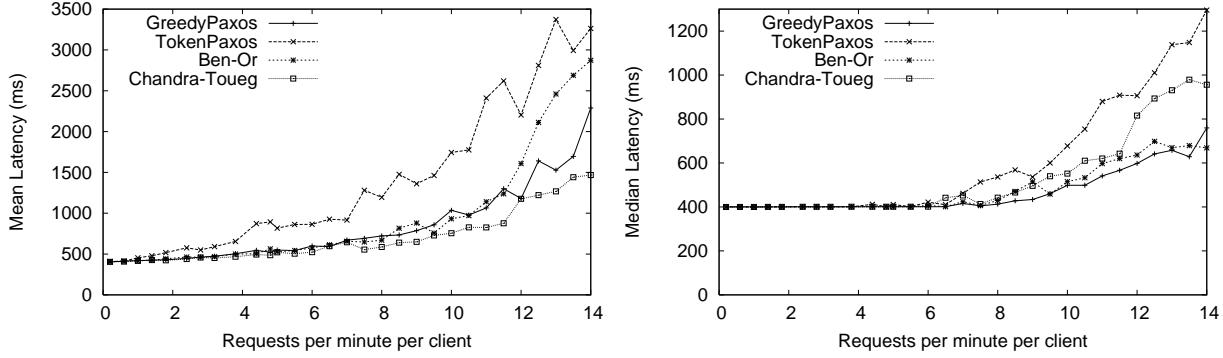 GreedyPaxos
TokenPaxos
Ben-Or
Chandra-Toueg
Mean Latency (ms)
3500
3000
2500
2000
1500
1000
500
0
0 2 4 6 8 10 12 14
Requests per minute per client
GreedyPaxos
TokenPaxos
Ben-Or
Chandra-Toueg
Median Latency (ms)
1200
1000
800
600
400
200
0
0 2 4 6 8 10 12 14
Requests per minute per client